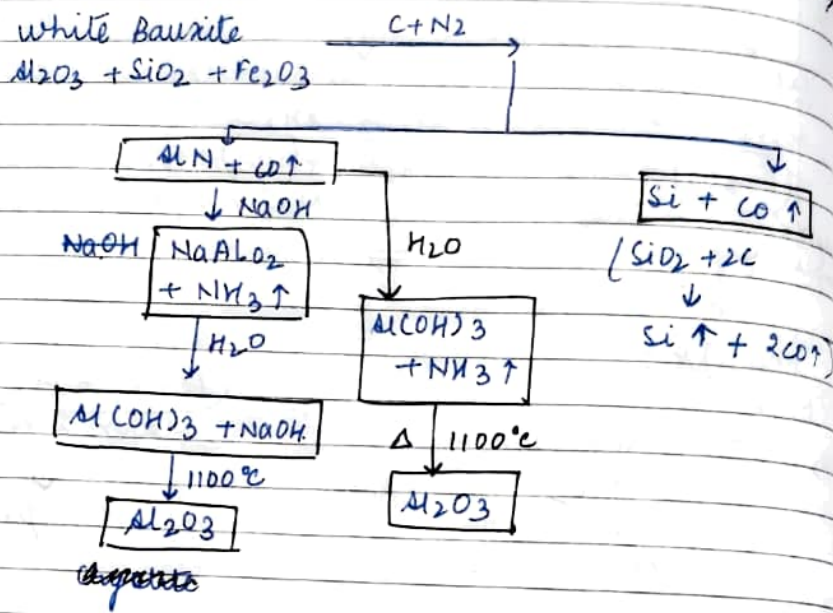 White Bauxite
C+N2
Al2O3 + SiO2 + Fe2O3
AlN + CO↑
Si + CO ↑
↓ NaOH
H2O
NaOH
NaAlO2
+ NH3 ↑
(SiO2 + 2C
↓
Si ↑ + 2CO↑)
H2O
Al(OH)3
+ NH3 ↑
Al(OH)3 + NaOH
Δ 1100°C
1100°C
Al2O3
Al2O3